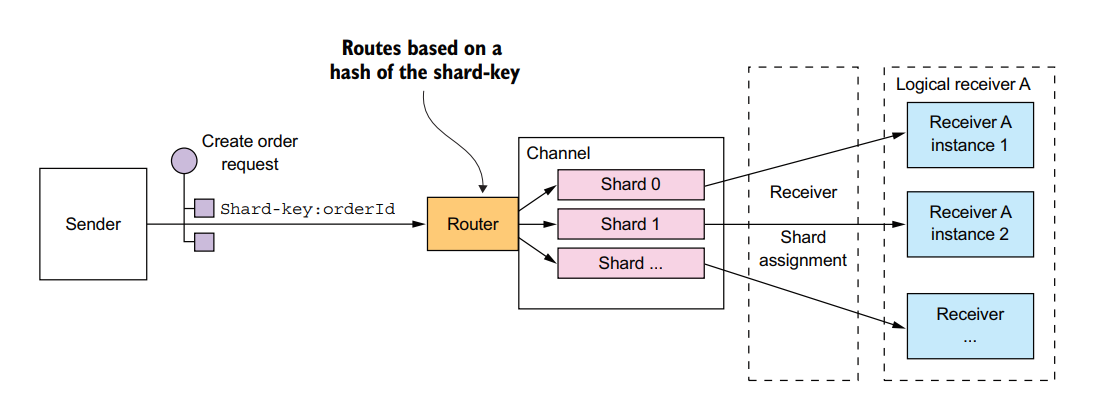 Routes based on a
hash of the shard-key
Create order
request
Shard-key:orderId
Sender
Router
Channel
Shard 0
Shard 1
Shard ...
Receiver
Shard
assignment
Logical receiver A
Receiver A
instance 1
Receiver A
instance 2
Receiver
...